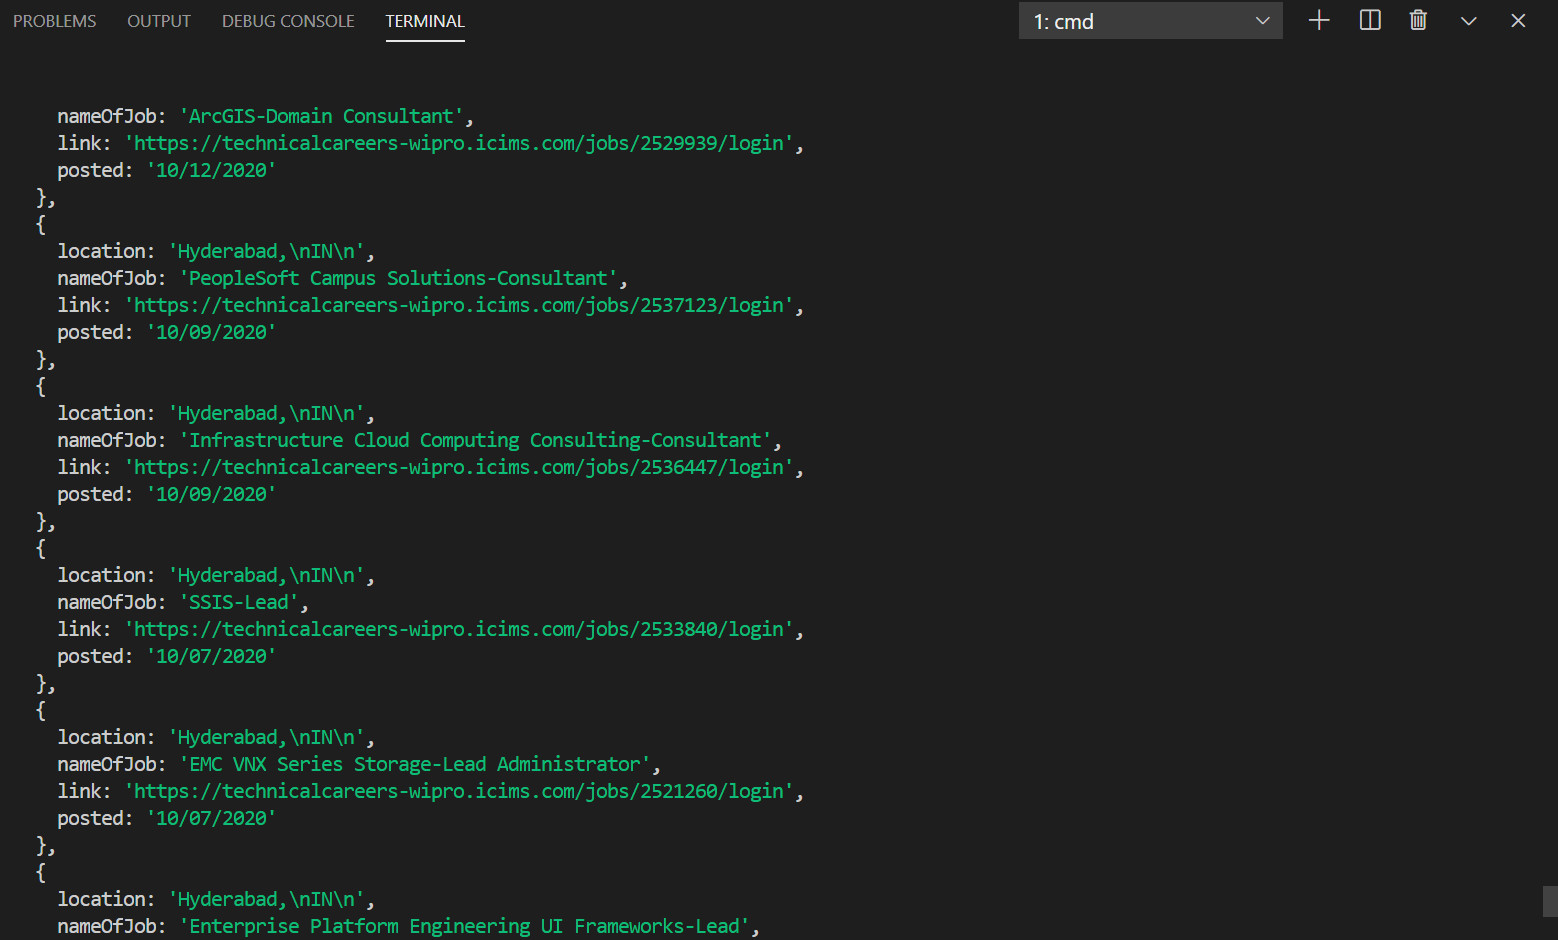 PROBLEMS OUTPUT DEBUG CONSOLE TERMINAL 1: cmd
nameOfJob: 'ArcGIS-Domain Consultant',
link: 'https://technicalcareers-wipro.icims.com/jobs/2529939/login',
posted: '10/12/2020'
},
{
location: 'Hyderabad,\nIN\n',
nameOfJob: 'PeopleSoft Campus Solutions-Consultant',
link: 'https://technicalcareers-wipro.icims.com/jobs/2537123/login',
posted: '10/09/2020'
},
{
location: 'Hyderabad,\nIN\n',
nameOfJob: 'Infrastructure Cloud Computing Consulting-Consultant',
link: 'https://technicalcareers-wipro.icims.com/jobs/2536447/login',
posted: '10/09/2020'
},
{
location: 'Hyderabad,\nIN\n',
nameOfJob: 'SSIS-Lead',
link: 'https://technicalcareers-wipro.icims.com/jobs/2533840/login',
posted: '10/07/2020'
},
{
location: 'Hyderabad,\nIN\n',
nameOfJob: 'EMC VNX Series Storage-Lead Administrator',
link: 'https://technicalcareers-wipro.icims.com/jobs/2521260/login',
posted: '10/07/2020'
},
{
location: 'Hyderabad,\nIN\n',
nameOfJob: 'Enterprise Platform Engineering UI Frameworks-Lead',